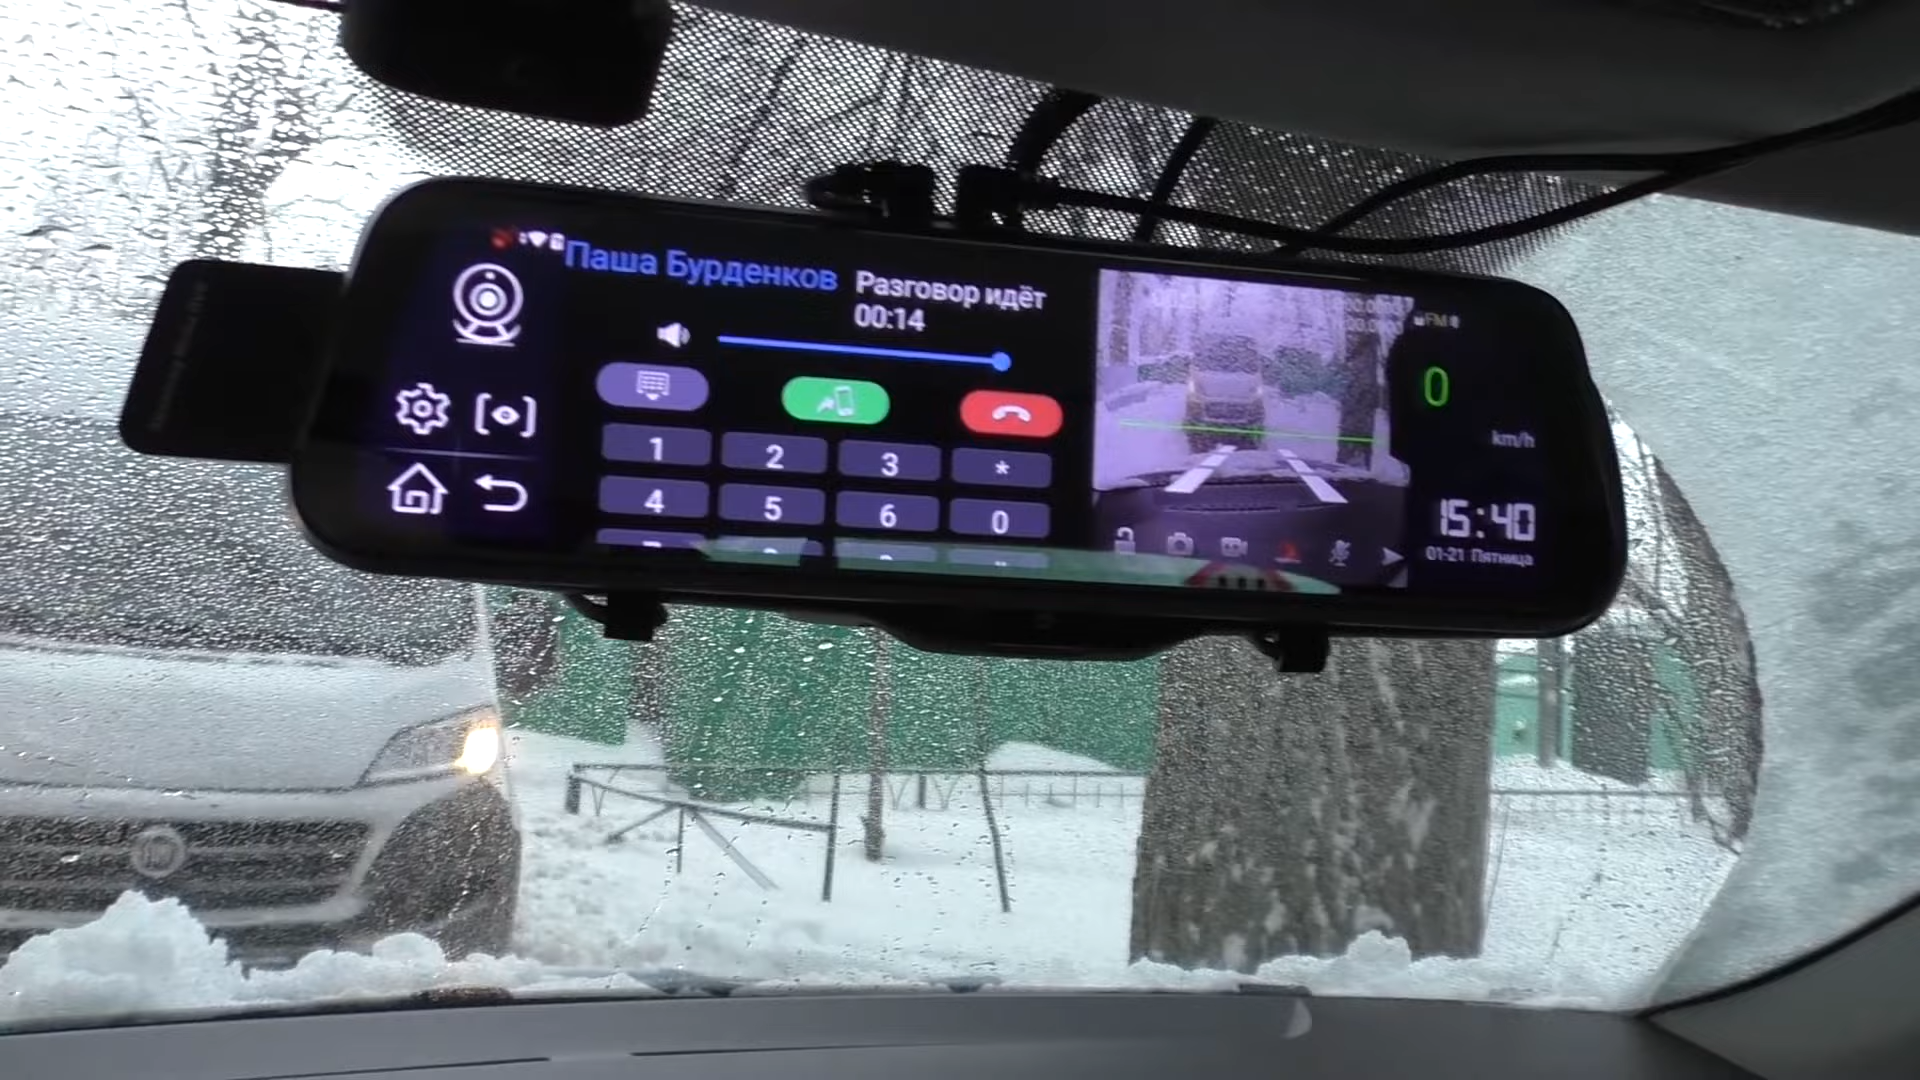 Паша Бурденков
Разговор идёт
00:14
1 2 3 *
4 5 6 0
FM
0
km/h
15:40
01-21 Пятница